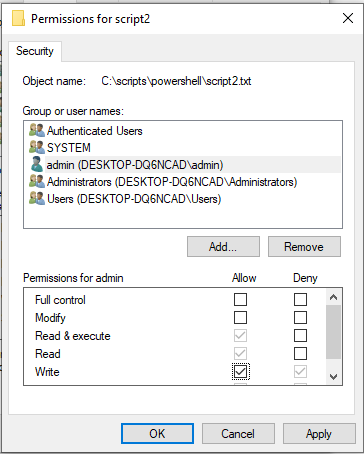 Permissions for script2
Security
Object name: C:\scripts\powershell\script2.txt
Group or user names:
Authenticated Users
SYSTEM
admin (DESKTOP-DQ6NCAD\admin)
Administrators (DESKTOP-DQ6NCAD\Administrators)
Users (DESKTOP-DQ6NCAD\Users)
Add... Remove
Permissions for admin Allow Deny
Full control
Modify
Read & execute
Read
Write
OK Cancel Apply